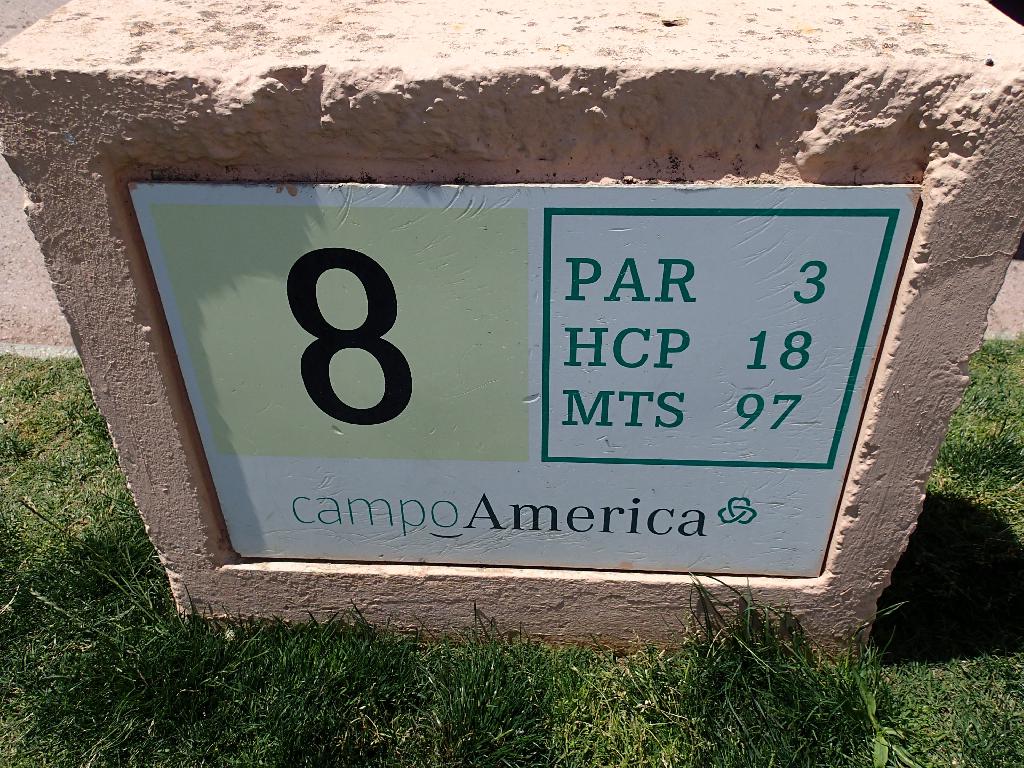 8
PAR 3
HCP 18
MTS 97
campoAmerica